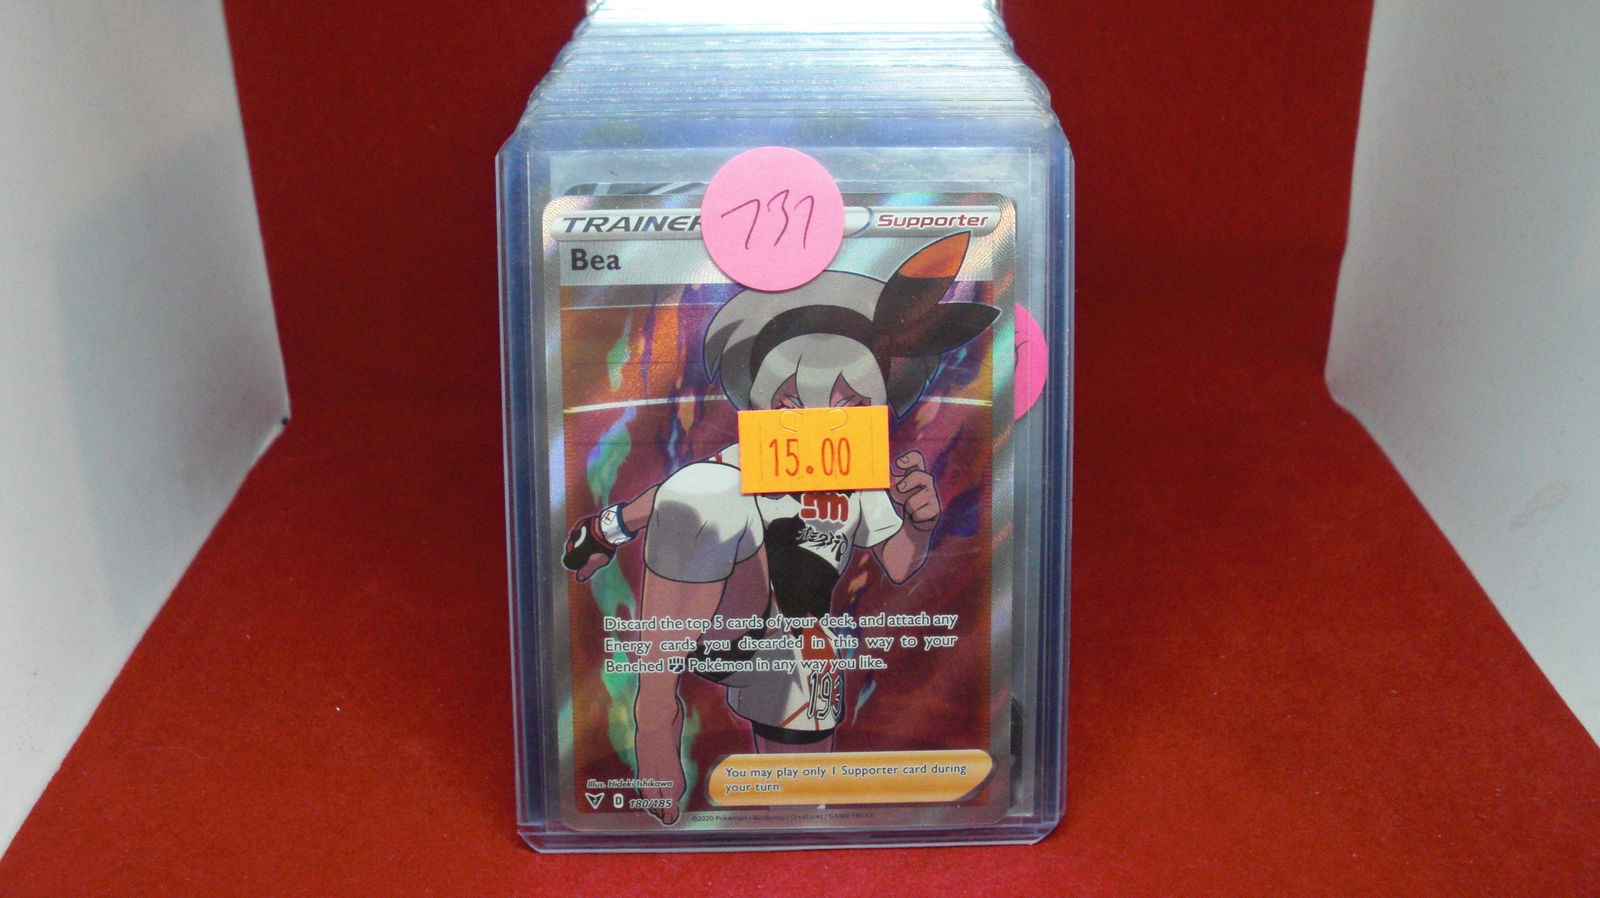 737
TRAINER
Supporter
Bea
15.00
Discard the top 5 cards of your deck, and attach any
Energy cards you discarded in this way to your
Benched Pokémon in any way you like.
193
You may play only 1 Supporter card during
your turn.
Illus. Hideki Ishikawa
D 180/185
©2020 Pokémon / Nintendo / Creatures / GAME FREAK